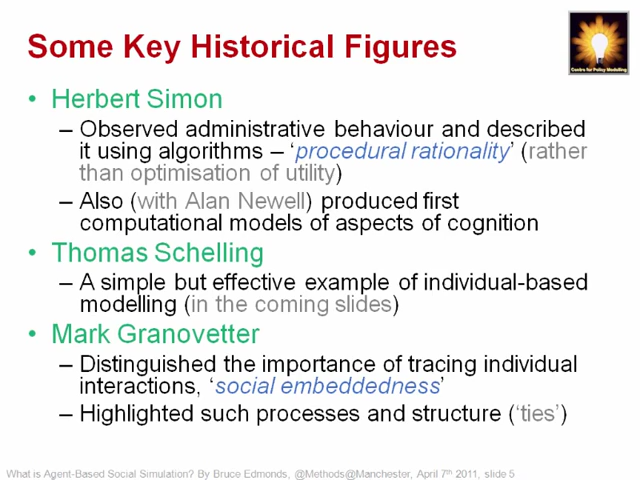 Some Key Historical Figures
Centre for Policy Modelling
• Herbert Simon
– Observed administrative behaviour and described
it using algorithms – ‘procedural rationality’ (rather
than optimisation of utility)
– Also (with Alan Newell) produced first
computational models of aspects of cognition
• Thomas Schelling
– A simple but effective example of individual-based
modelling (in the coming slides)
• Mark Granovetter
– Distinguished the importance of tracing individual
interactions, ‘social embeddedness’
– Highlighted such processes and structure (‘ties’)
What is Agent-Based Social Simulation? By Bruce Edmonds, @Methods@Manchester, April 7th 2011, slide 5